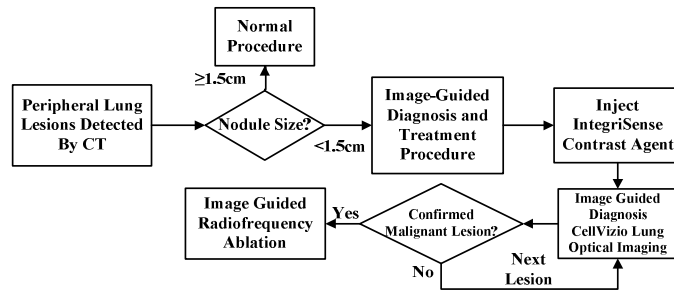 Normal
Procedure
≥1.5cm
Peripheral Lung
Lesions Detected
By CT
Nodule Size?
<1.5cm
Image-Guided
Diagnosis and
Treatment
Procedure
Inject
IntegriSense
Contrast Agent
Image Guided
Diagnosis
CellVizio Lung
Optical Imaging
Confirmed
Malignant Lesion?
Yes
Image Guided
Radiofrequency
Ablation
No
Next
Lesion